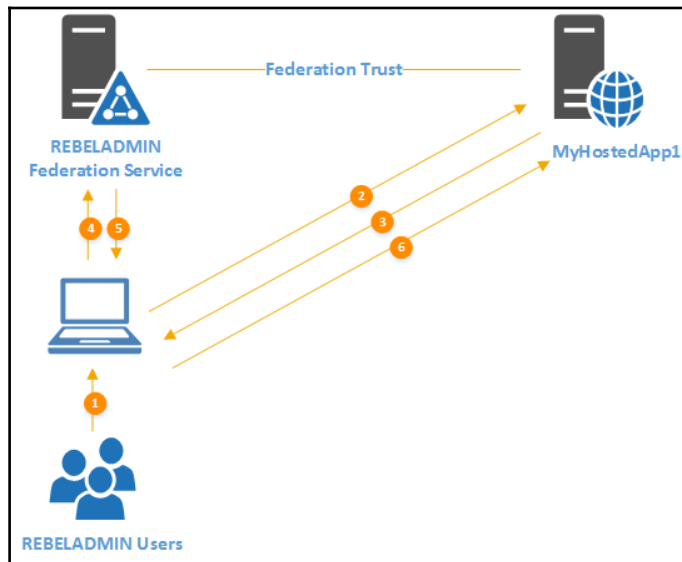 Federation Trust
REBELADMIN
Federation Service
MyHostedApp1
2
3
4
5
6
1
REBELADMIN Users